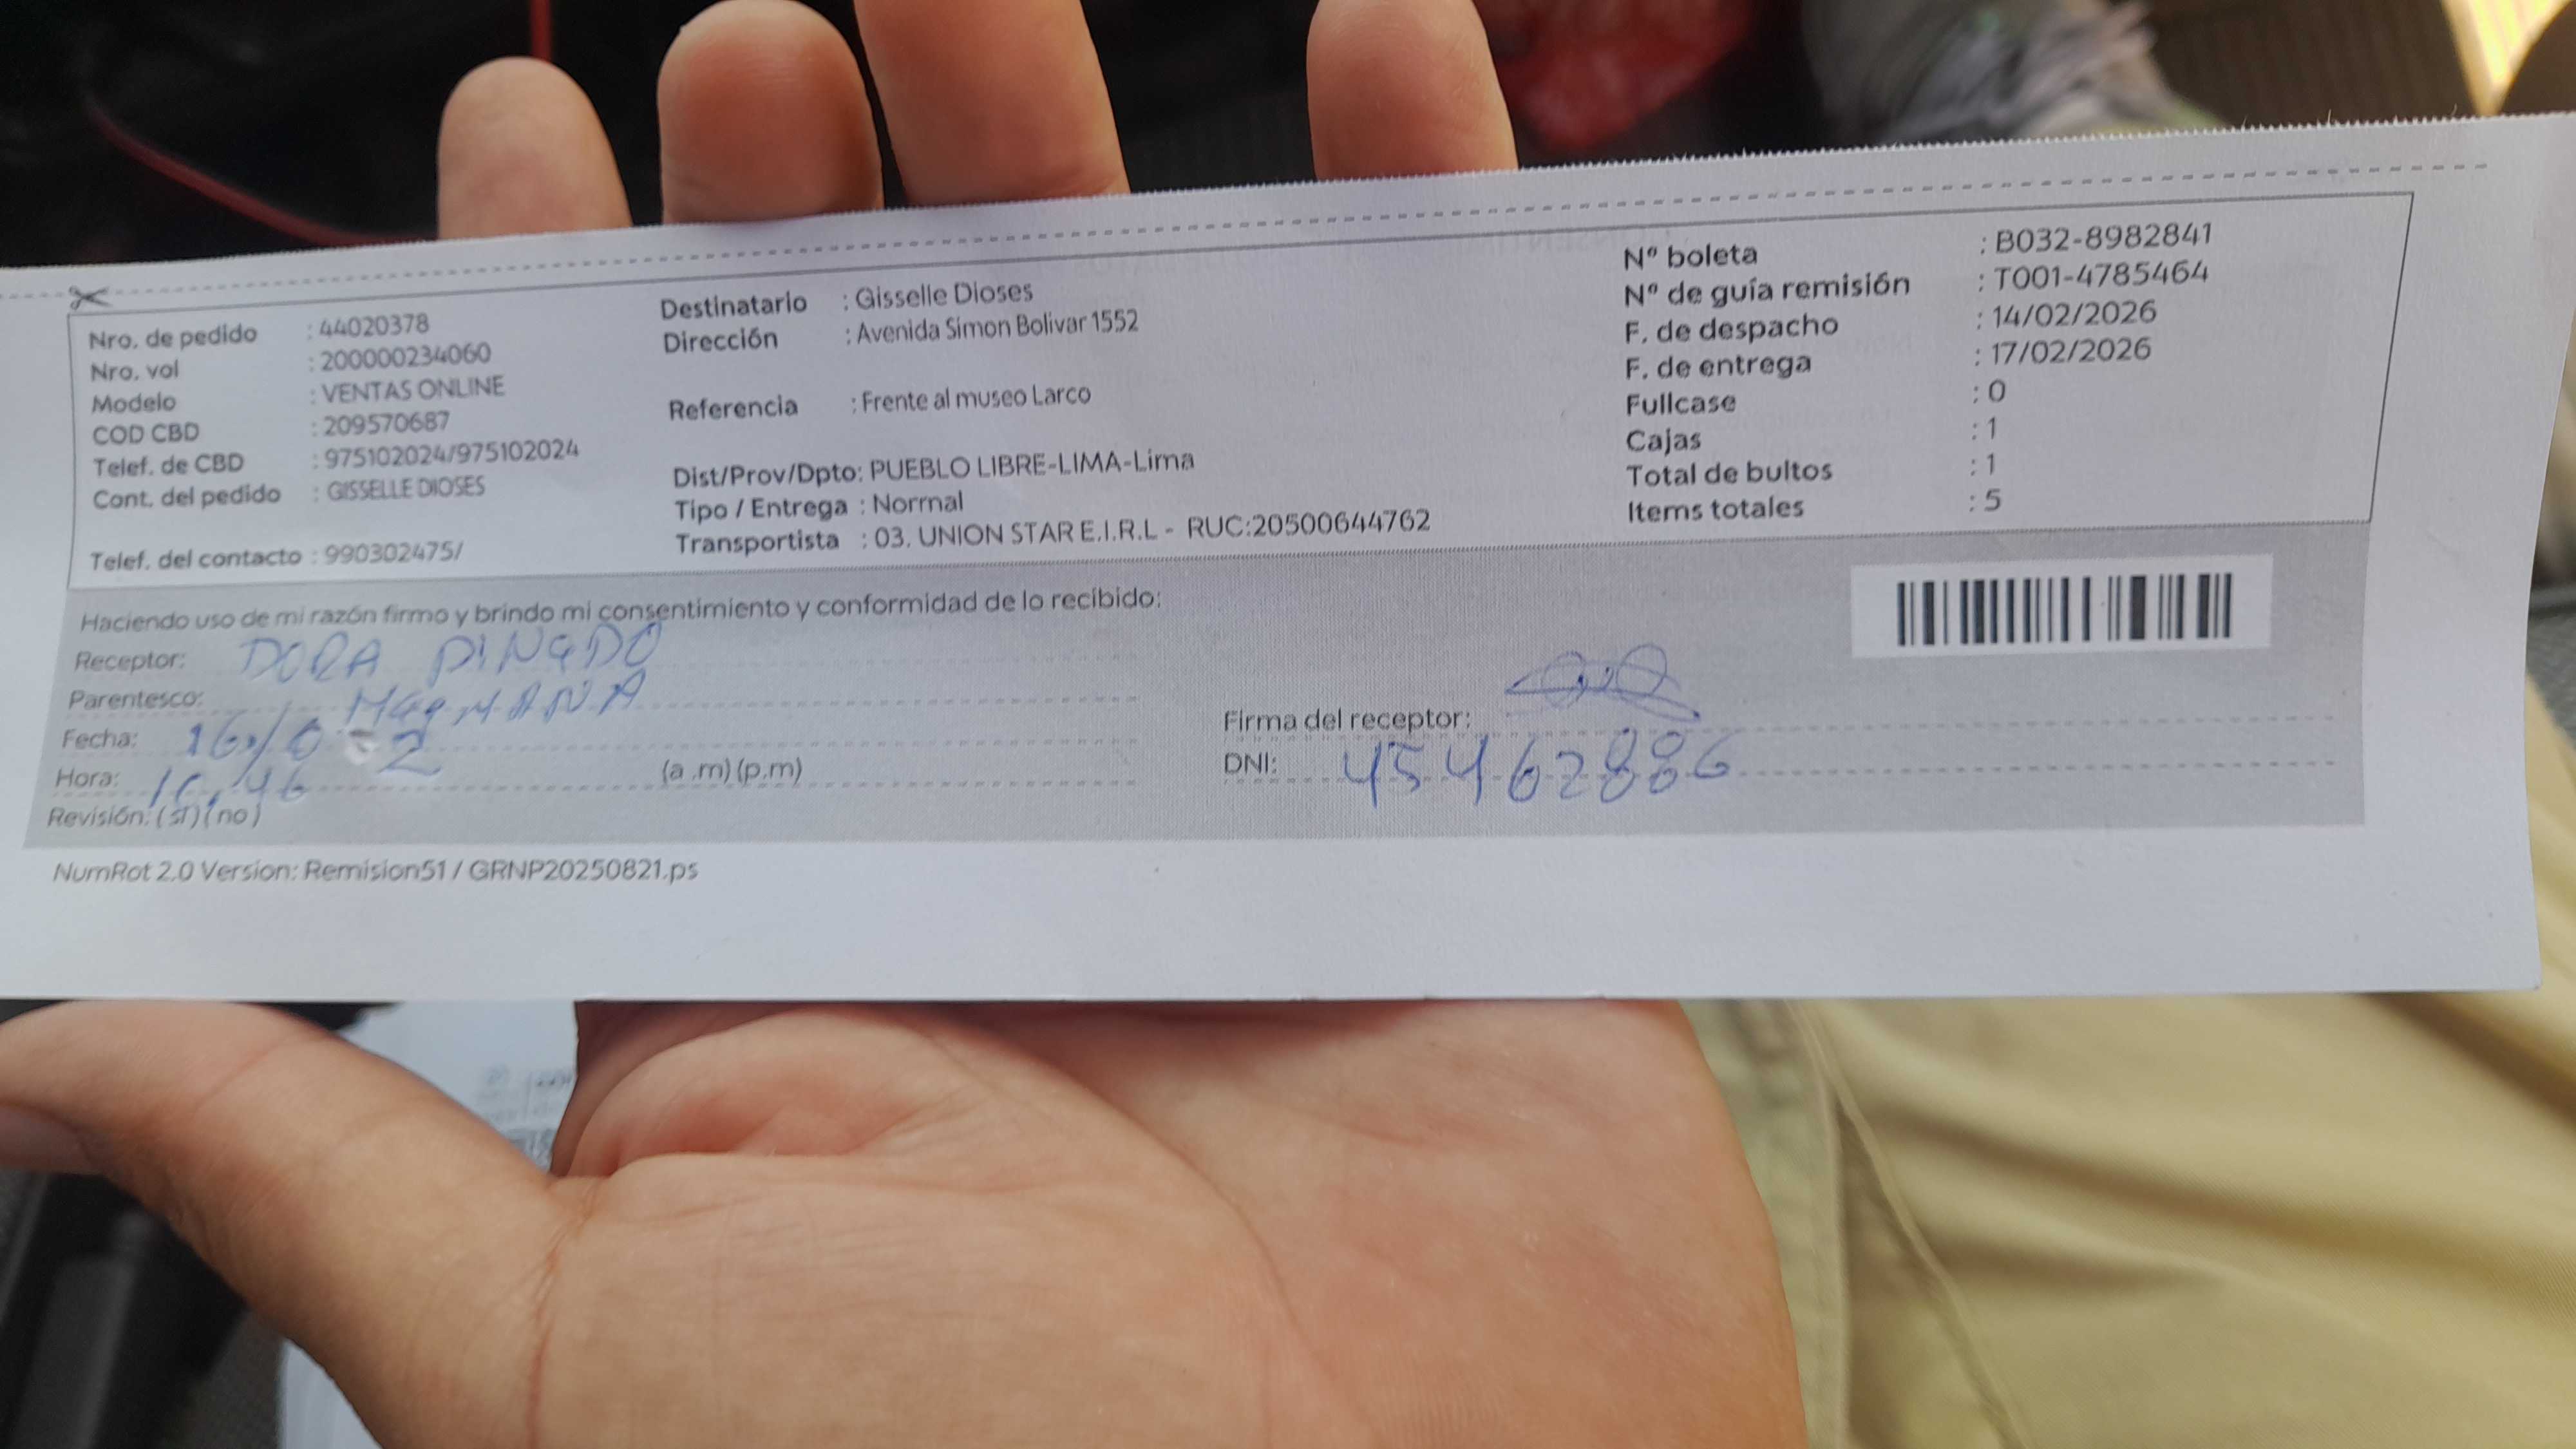 Nro. de pedido : 44020378
Nro. vol : 200000234060
Modelo : VENTAS ONLINE
COD CBD : 209570687
Telef. de CBD : 975102024/975102024
Cont. del pedido : GISSELLE DIOSES
Telef. del contacto : 990302475/
Destinatario : Gisselle Dioses
Dirección : Avenida Simon Bolivar 1552
Referencia : Frente al museo Larco
Dist/Prov/Dpto: PUEBLO LIBRE-LIMA-Lima
Tipo / Entrega : Normal
Transportista : 03. UNION STAR E.I.R.L - RUC:20500644762
Nº boleta : B032-8982841
Nº de guía remisión : T001-4785464
F. de despacho : 14/02/2026
F. de entrega : 17/02/2026
Fullcase : 0
Cajas : 1
Total de bultos : 1
Items totales : 5
Haciendo uso de mi razón firmo y brindo mi consentimiento y conformidad de lo recibido:
Receptor: DORA
Parentesco:
Fecha:
Hora: (a .m) (p.m)
Revisión: (sí) (no)
Firma del receptor:
DNI: 45462886
NumRot 2.0 Version: Remision51 / GRNP20250821.ps